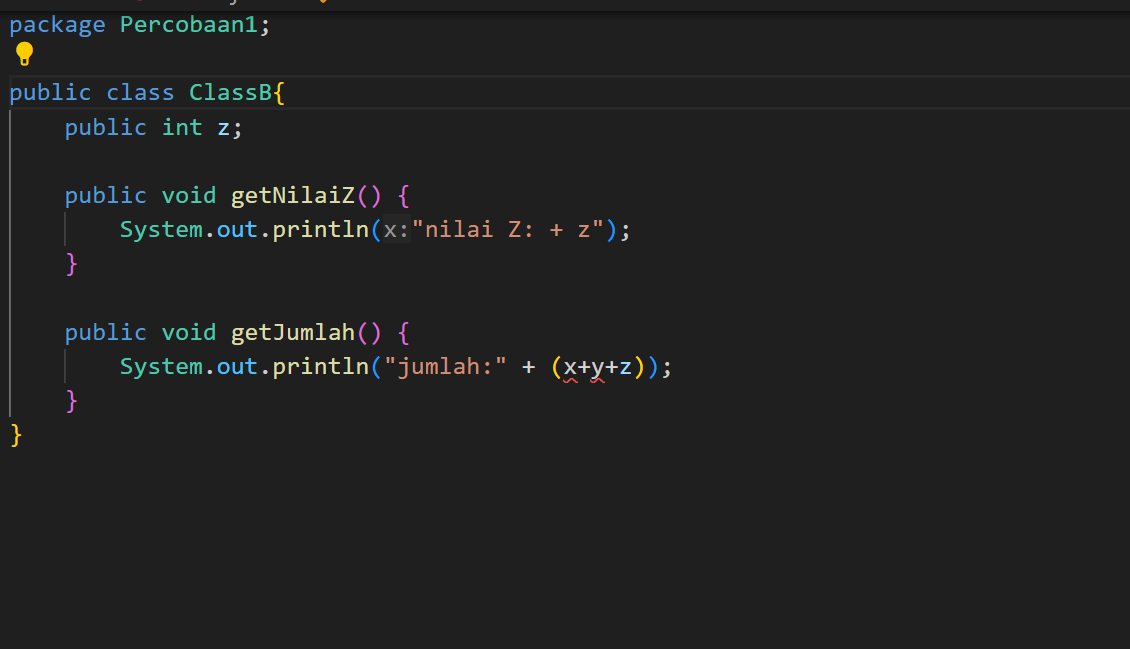 package Percobaan1;
public class ClassB{
    public int z;
    public void getNilaiZ() {
        System.out.println(x:"nilai Z: + z");
    }
    public void getJumlah() {
        System.out.println("jumlah:" + (x+y+z));
    }
}